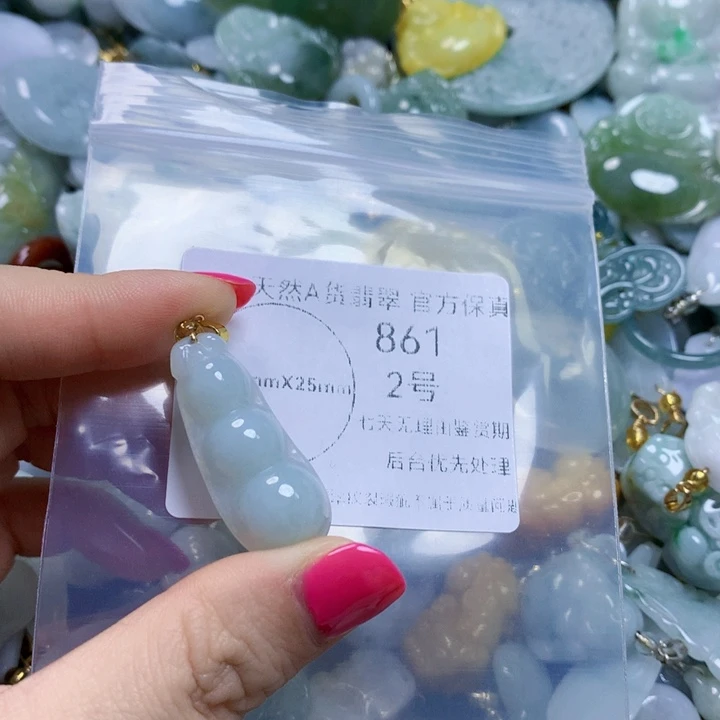 天然A货翡翠 官方保真
861
mmX25mm
2号
七天无理由鉴赏期
后台优先处理